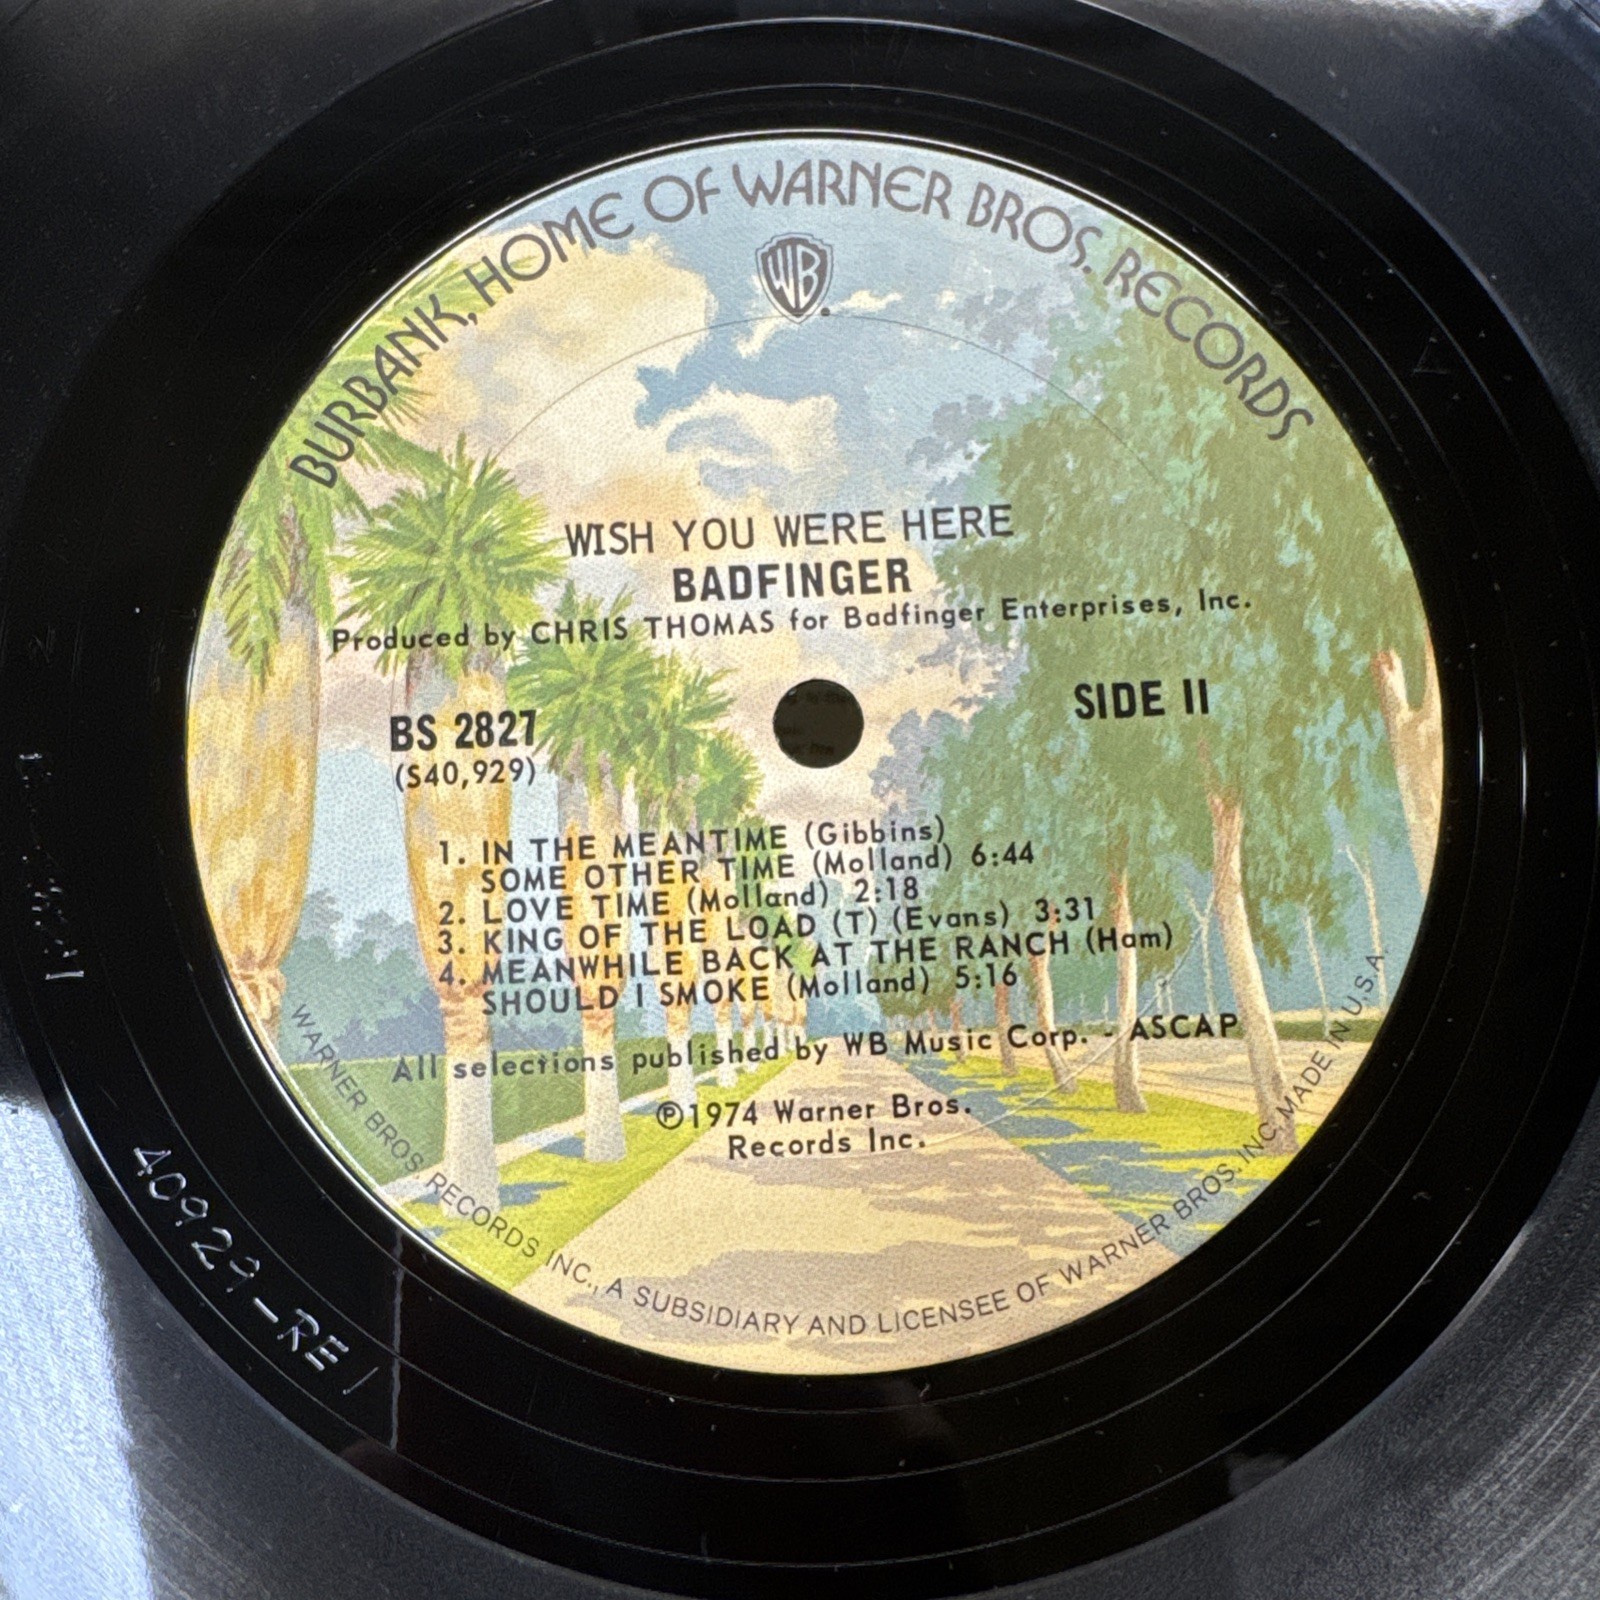 BURBANK, HOME OF WARNER BROS. RECORDS
WB
WISH YOU WERE HERE
BADFINGER
Produced by CHRIS THOMAS for Badfinger Enterprises, Inc.
BS 2827
(S40,929)
SIDE II
1. IN THE MEANTIME (Gibbins)
SOME OTHER TIME (Molland) 6:44
2. LOVE TIME (Molland) 2:18
3. KING OF THE LOAD (T) (Evans) 3:31
4. MEANWHILE BACK AT THE RANCH (Ham)
SHOULD I SMOKE (Molland) 5:16
All selections published by WB Music Corp. - ASCAP
Ⓟ1974 Warner Bros.
Records Inc.
WARNER BROS. RECORDS INC., A SUBSIDIARY AND LICENSEE OF WARNER BROS. INC, MADE IN U.S.A.
40929-RE1